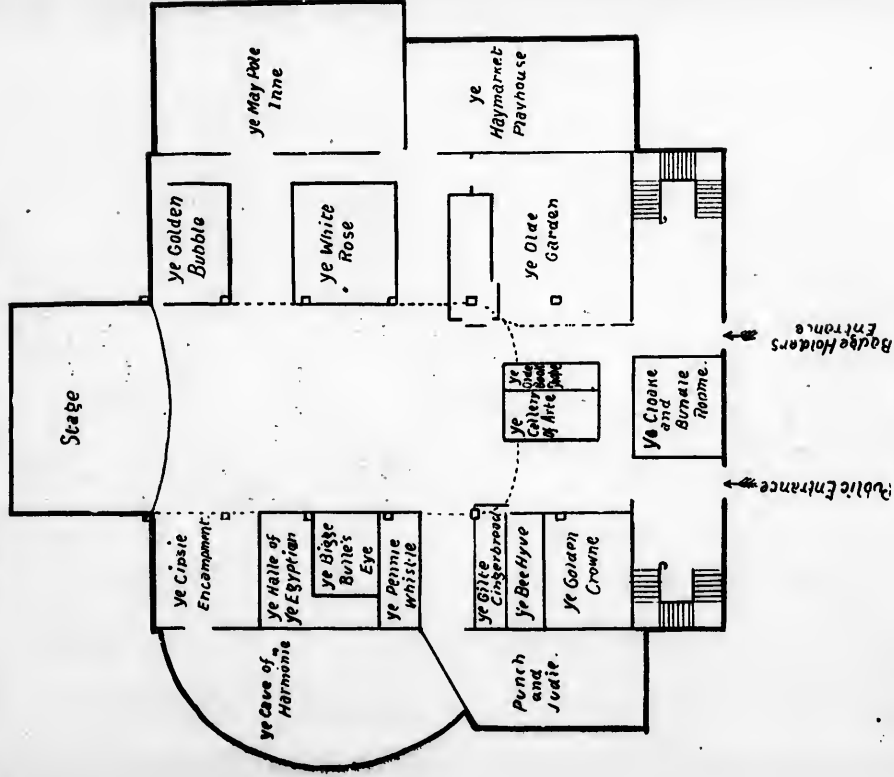 Stage
ye May Pole
Inne
ye
Haymarket
Playhouse
ye Golden
Bubble
ye White
Rose
ye Olde
Garden
ye Gipsie
Encampment.
ye Halle of
ye Egyptian
ye Bigge
Bulle's
Eye
ye Pennie
Whistle
ye Gilte
Gingerbread
ye Bee Hyve
ye Golden
Crowne
ye Cave of
Harmonie
Punch
and
Judie.
ye
Gallery
Of Arte
ye
Olde
Book
Ye Cloake
and
Bundle
Roome.
Badge Holders
Entrance
Public Entrance